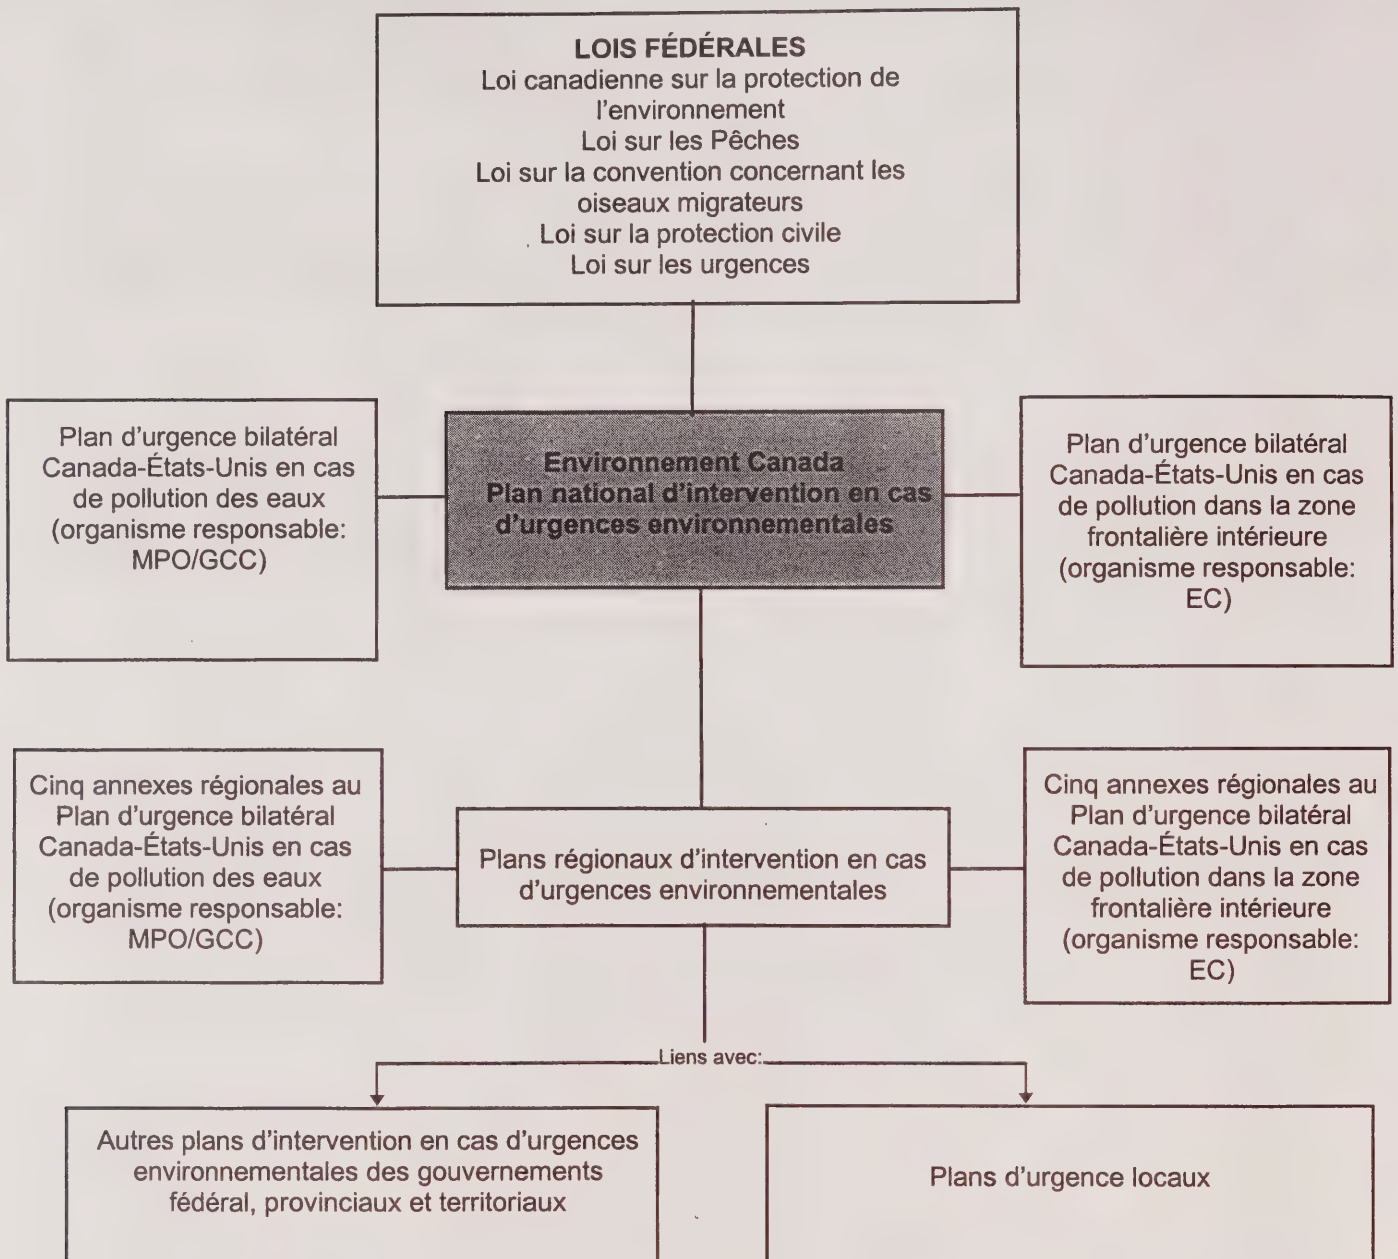 LOIS FÉDÉRALES
Loi canadienne sur la protection de
l'environnement
Loi sur les Pêches
Loi sur la convention concernant les
oiseaux migrateurs
Loi sur la protection civile
Loi sur les urgences
Plan d'urgence bilatéral
Canada-États-Unis en cas
de pollution des eaux
(organisme responsable:
MPO/GCC)
Environnement Canada
Plan national d'intervention en cas
d'urgences environnementales
Plan d'urgence bilatéral
Canada-États-Unis en cas
de pollution dans la zone
frontalière intérieure
(organisme responsable:
EC)
Cinq annexes régionales au
Plan d'urgence bilatéral
Canada-États-Unis en cas
de pollution des eaux
(organisme responsable:
MPO/GCC)
Plans régionaux d'intervention en cas
d'urgences environnementales
Cinq annexes régionales au
Plan d'urgence bilatéral
Canada-États-Unis en cas
de pollution dans la zone
frontalière intérieure
(organisme responsable:
EC)
Liens avec:
Autres plans d'intervention en cas d'urgences
environnementales des gouvernements
fédéral, provinciaux et territoriaux
Plans d'urgence locaux